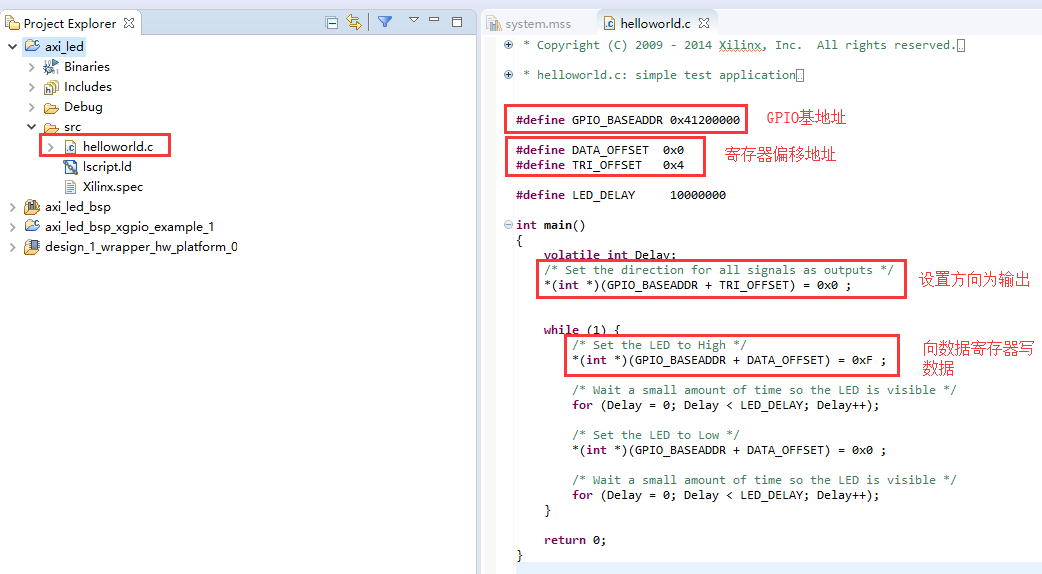 Project Explorer
axi_led
Binaries
Includes
Debug
src
helloworld.c
lscript.ld
Xilinx.spec
axi_led_bsp
axi_led_bsp_xgpio_example_1
design_1_wrapper_hw_platform_0
system.mss
helloworld.c
* Copyright (C) 2009 - 2014 Xilinx, Inc.  All rights reserved.
* helloworld.c: simple test application
#define GPIO_BASEADDR 0x41200000
GPIO基地址
#define DATA_OFFSET  0x0
#define TRI_OFFSET   0x4
寄存器偏移地址
#define LED_DELAY     10000000
int main()
{
volatile int Delay;
/* Set the direction for all signals as outputs */
*(int *)(GPIO_BASEADDR + TRI_OFFSET) = 0x0 ;
设置方向为输出
while (1) {
/* Set the LED to High */
*(int *)(GPIO_BASEADDR + DATA_OFFSET) = 0xF ;
向数据寄存器写
数据
/* Wait a small amount of time so the LED is visible */
for (Delay = 0; Delay < LED_DELAY; Delay++);
/* Set the LED to Low */
*(int *)(GPIO_BASEADDR + DATA_OFFSET) = 0x0 ;
/* Wait a small amount of time so the LED is visible */
for (Delay = 0; Delay < LED_DELAY; Delay++);
}
return 0;
}